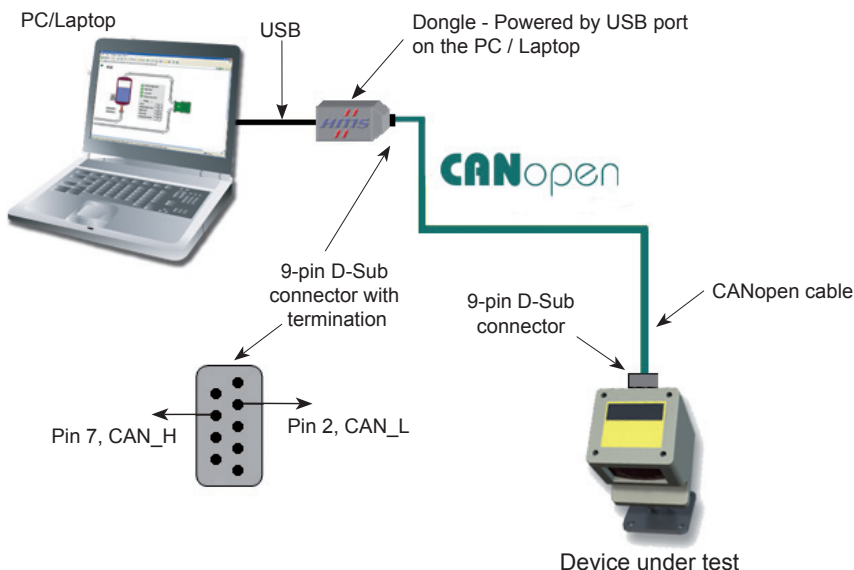 PC/Laptop
USB
Dongle - Powered by USB port
on the PC / Laptop
HMS
CANopen
9-pin D-Sub
connector with
termination
9-pin D-Sub
connector
CANopen cable
Pin 7, CAN_H
Pin 2, CAN_L
Device under test